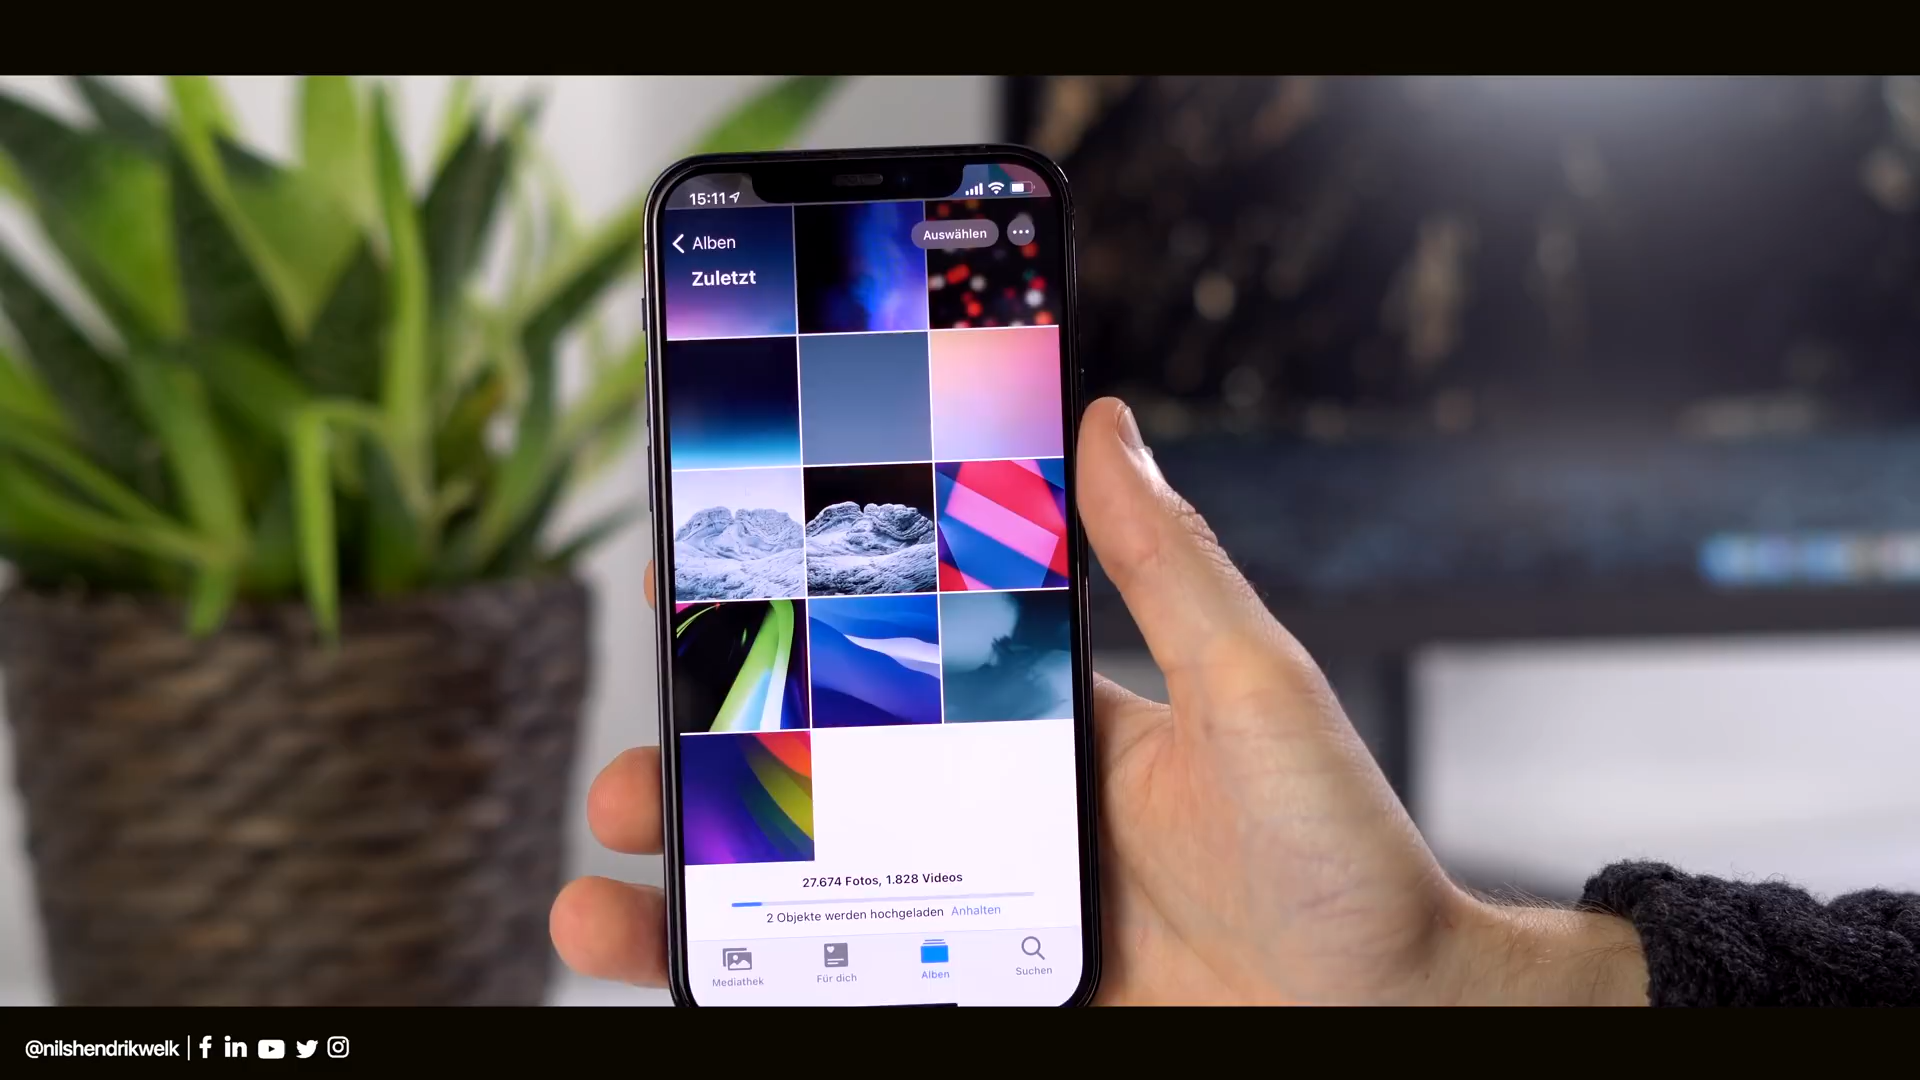 15:11
Alben
Auswählen
Zuletzt
27.674 Fotos, 1.828 Videos
2 Objekte werden hochgeladen Anhalten
Mediathek
Für dich
Alben
Suchen
@nilshendrikwelk